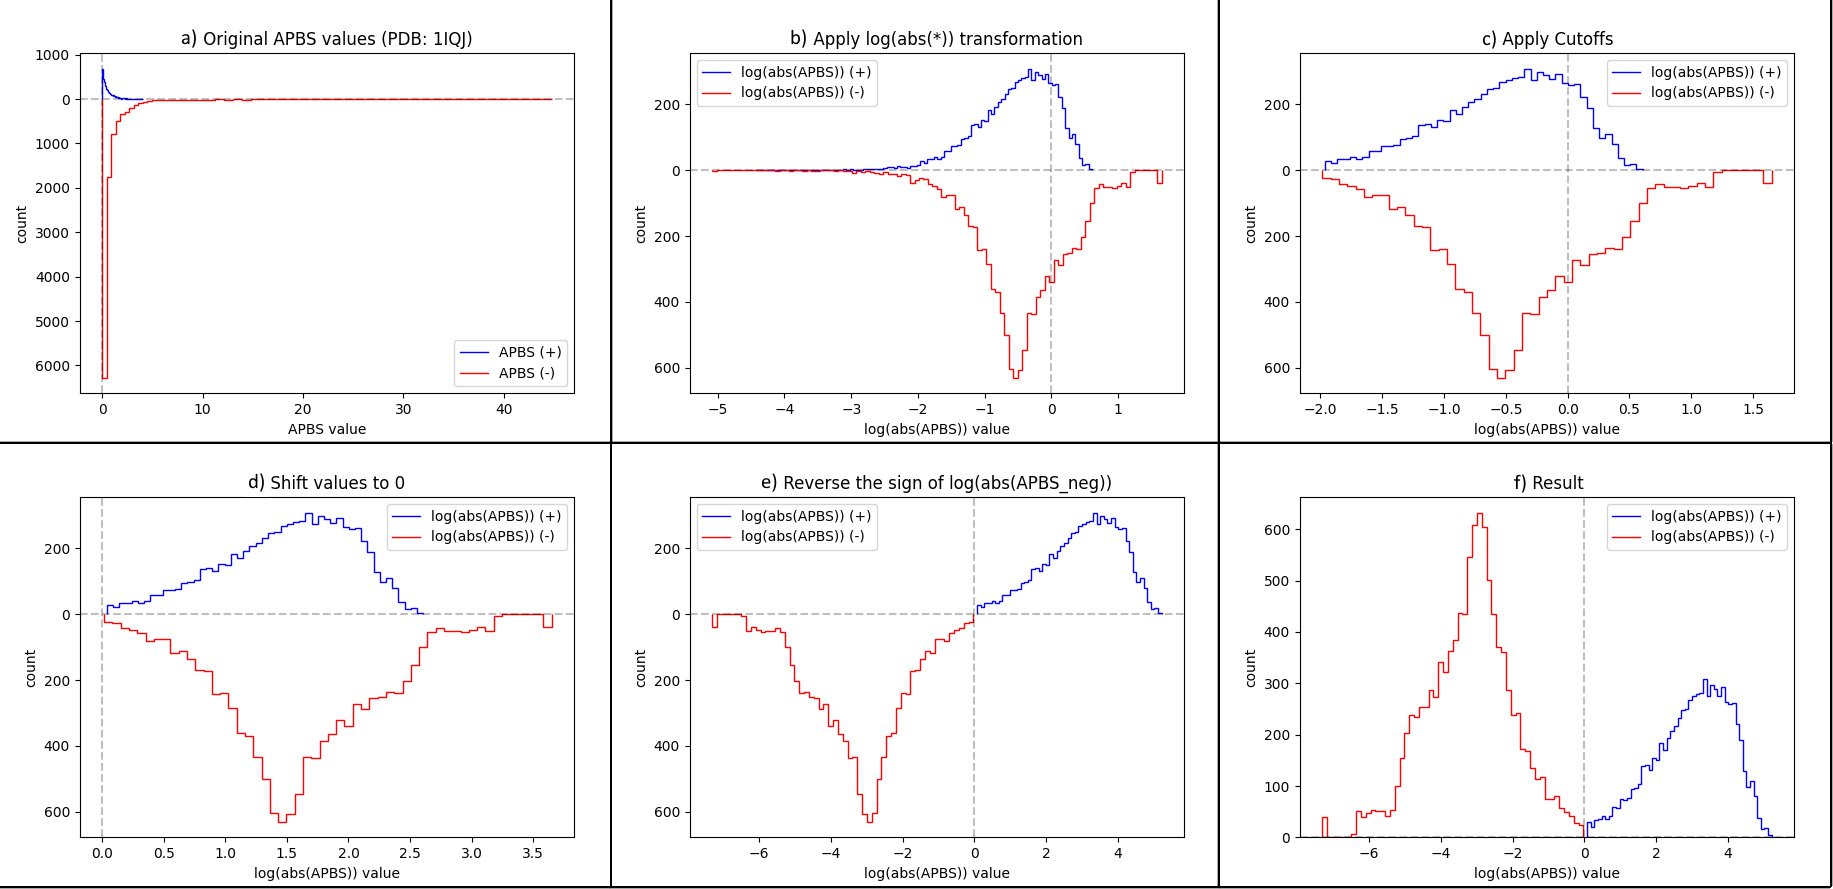 a) Original APBS values (PDB: 1IQJ)
1000
0
1000
2000
3000
4000
5000
6000
count
APBS (+)
APBS (-)
0 10 20 30 40
APBS value
b) Apply log(abs(*)) transformation
log(abs(APBS)) (+)
log(abs(APBS)) (-)
200
0
200
400
600
count
−5 −4 −3 −2 −1 0 1
log(abs(APBS)) value
c) Apply Cutoffs
log(abs(APBS)) (+)
log(abs(APBS)) (-)
200
0
200
400
600
count
−2.0 −1.5 −1.0 −0.5 0.0 0.5 1.0 1.5
log(abs(APBS)) value
d) Shift values to 0
log(abs(APBS)) (+)
log(abs(APBS)) (-)
200
0
200
400
600
count
0.0 0.5 1.0 1.5 2.0 2.5 3.0 3.5
log(abs(APBS)) value
e) Reverse the sign of log(abs(APBS_neg))
log(abs(APBS)) (+)
log(abs(APBS)) (-)
200
0
200
400
600
count
−6 −4 −2 0 2 4
log(abs(APBS)) value
f) Result
log(abs(APBS)) (+)
log(abs(APBS)) (-)
600
500
400
300
200
100
0
count
−6 −4 −2 0 2 4
log(abs(APBS)) value